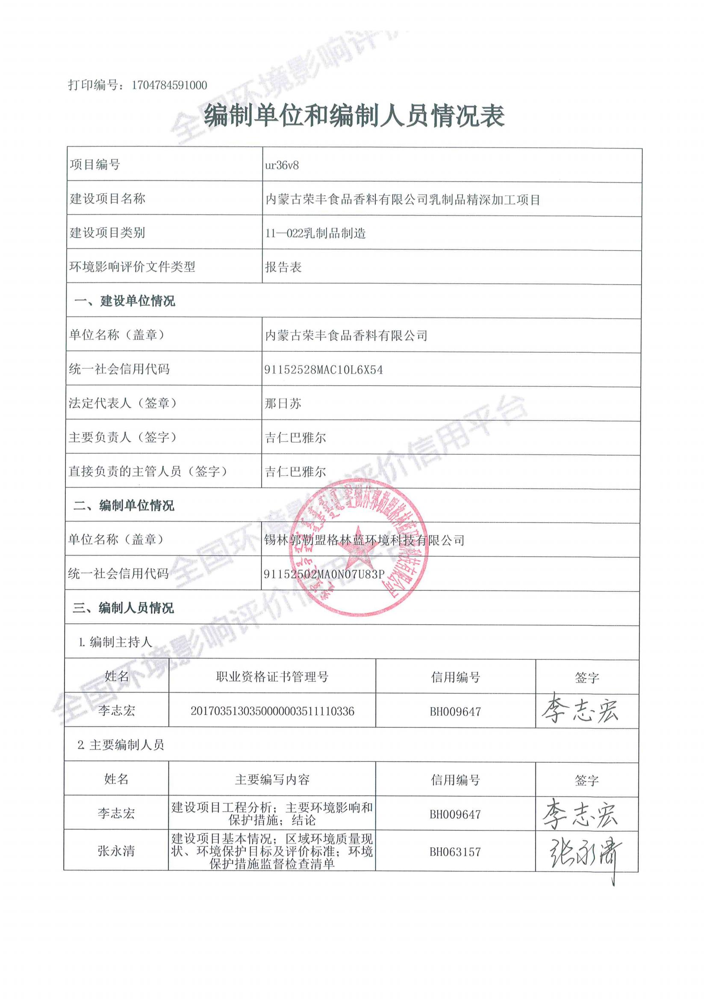 打印编号：1704784591000
编制单位和编制人员情况表
项目编号 ur36v8
建设项目名称 内蒙古荣丰食品香料有限公司乳制品精深加工项目
建设项目类别 11—022乳制品制造
环境影响评价文件类型 报告表
一、建设单位情况
单位名称（盖章） 内蒙古荣丰食品香料有限公司
统一社会信用代码 91152528MAC10L6X54
法定代表人（签章） 那日苏
主要负责人（签字） 吉仁巴雅尔
直接负责的主管人员（签字） 吉仁巴雅尔
二、编制单位情况
单位名称（盖章） 锡林郭勒盟格林蓝环境科技有限公司
统一社会信用代码 91152502MA0N07U83P
锡林郭勒盟格林蓝环境科技有限公司
三、编制人员情况
1.编制主持人
姓名 职业资格证书管理号 信用编号 签字
李志宏 2017035130350000003511110336 BH009647 李志宏
2.主要编制人员
姓名 主要编写内容 信用编号 签字
李志宏 建设项目工程分析；主要环境影响和
保护措施；结论 BH009647 李志宏
张永清 建设项目基本情况；区域环境质量现
状、环境保护目标及评价标准；环境
保护措施监督检查清单 BH063157 张永清
全国环境影响评价
全国环境影响评价信用平台
全国环境影响评价信用平台